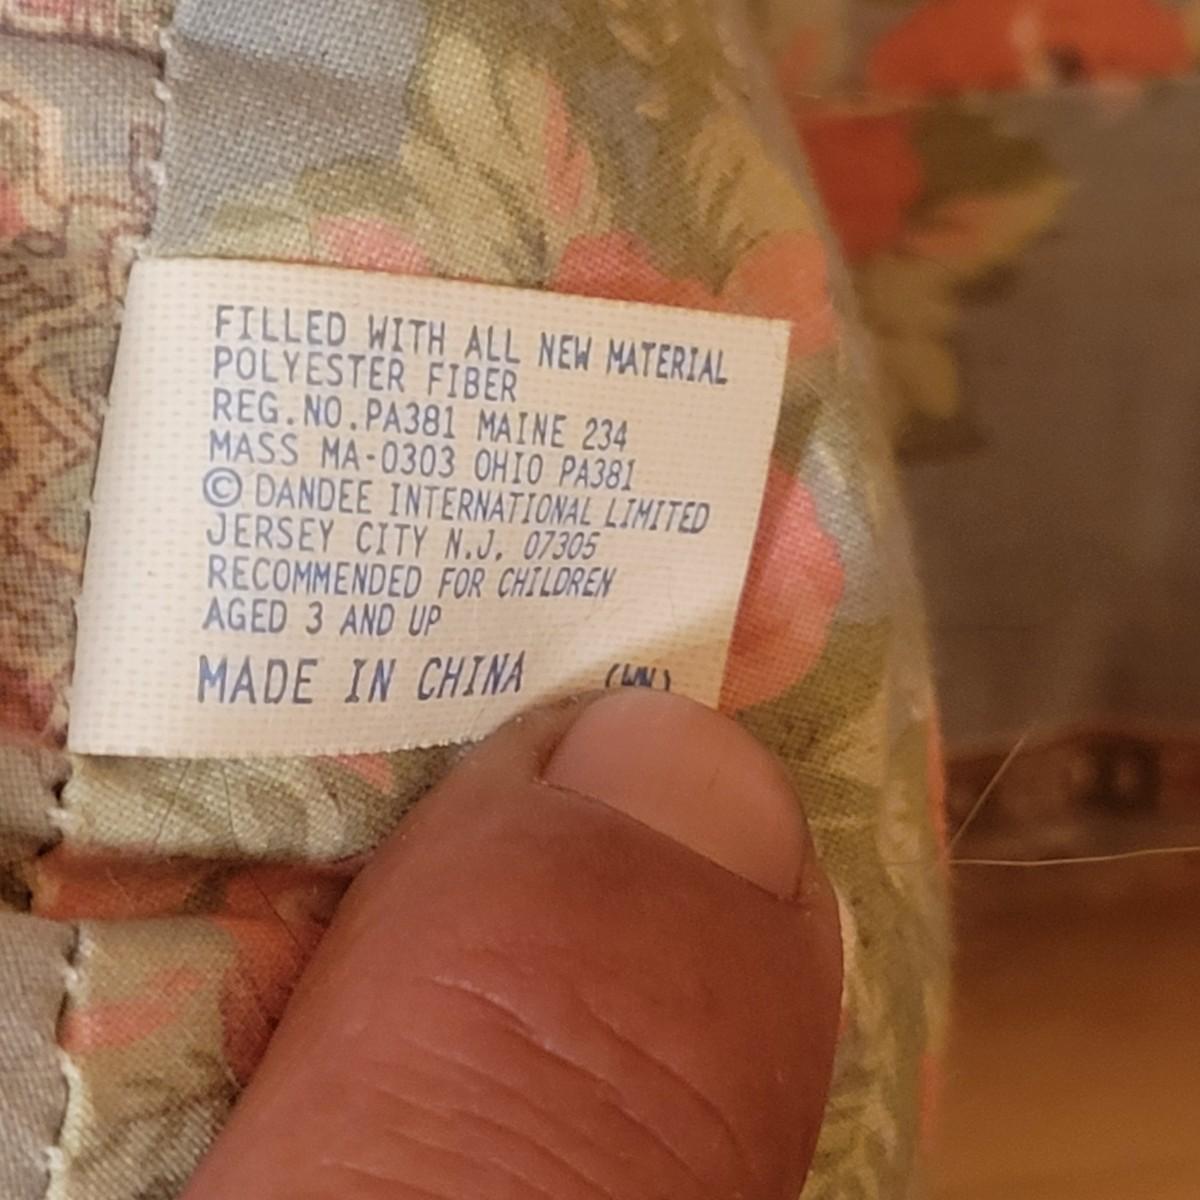 FILLED WITH ALL NEW MATERIAL
POLYESTER FIBER
REG.NO.PA381 MAINE 234
MASS MA-0303 OHIO PA381
© DANDEE INTERNATIONAL LIMITED
JERSEY CITY N.J. 07305
RECOMMENDED FOR CHILDREN
AGED 3 AND UP
MADE IN CHINA